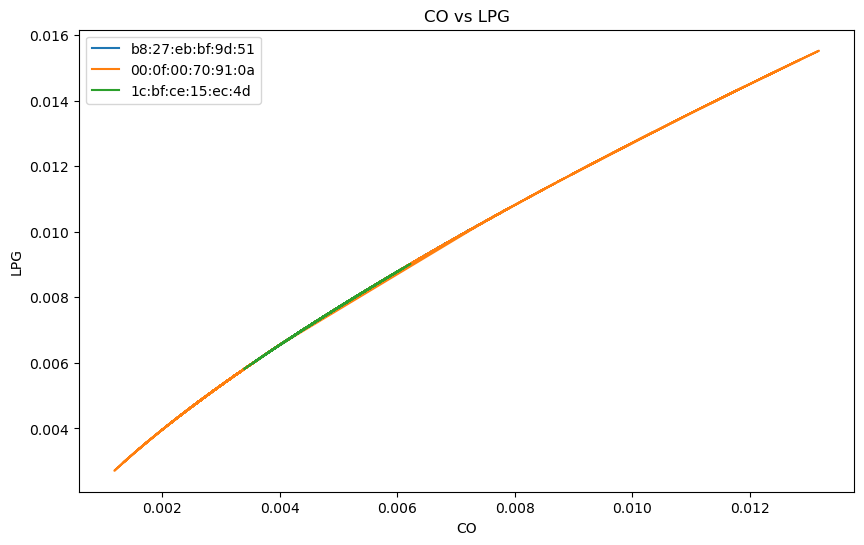 CO vs LPG
b8:27:eb:bf:9d:51
00:0f:00:70:91:0a
1c:bf:ce:15:ec:4d
0.016
0.014
0.012
0.010
0.008
0.006
0.004
LPG
0.002
0.004
0.006
0.008
0.010
0.012
CO